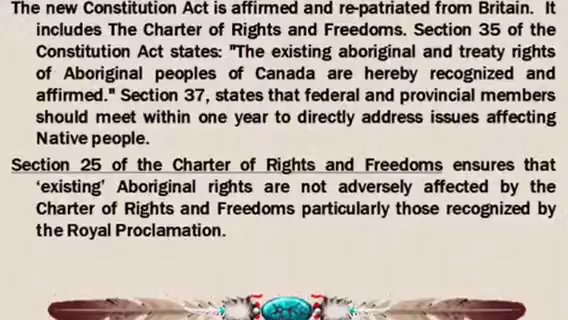 The new Constitution Act is affirmed and re-patriated from Britain. It
includes The Charter of Rights and Freedoms. Section 35 of the
Constitution Act states: "The existing aboriginal and treaty rights
of Aboriginal peoples of Canada are hereby recognized and
affirmed." Section 37, states that federal and provincial members
should meet within one year to directly address issues affecting
Native people.
Section 25 of the Charter of Rights and Freedoms ensures that
‘existing’ Aboriginal rights are not adversely affected by the
Charter of Rights and Freedoms particularly those recognized by
the Royal Proclamation.